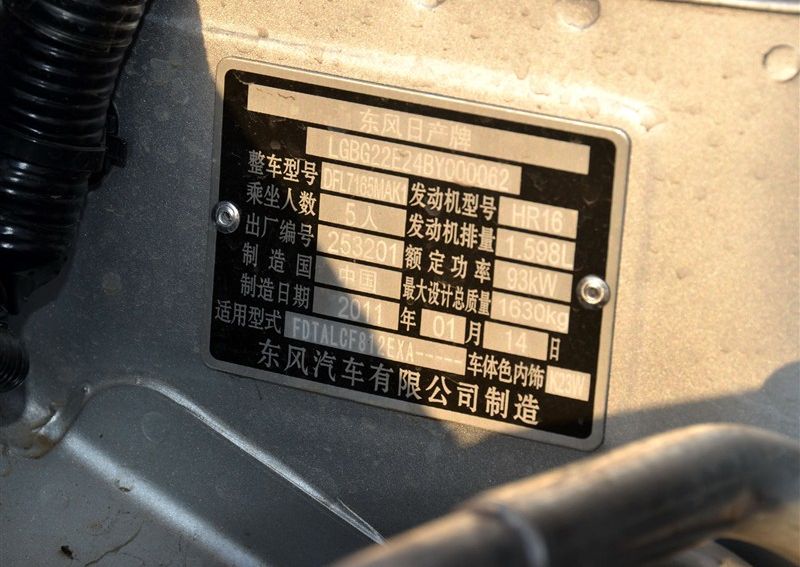 东风日产牌
LGBG22E24BY000062
整车型号 DFL7165MAK1 发动机型号 HR16
乘坐人数 5人 发动机排量 1.598L
出厂编号 253201 额定功率 93kW
制造国 中国 最大设计总质量 1630kg
制造日期 2011 年 01 月 14 日
适用型式 FDTALCF812EXA----- 车体色内饰 K23W
东风汽车有限公司制造